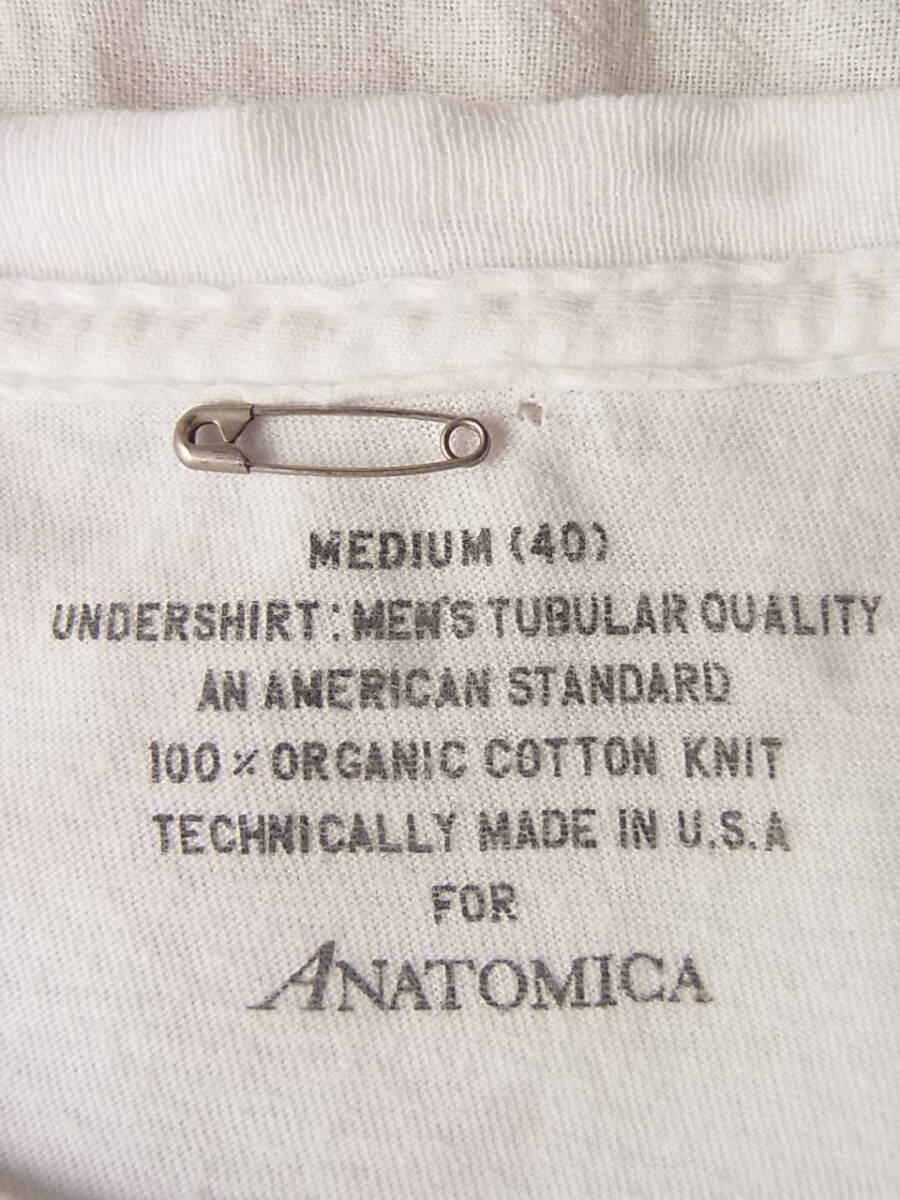 MEDIUM (40)
UNDERSHIRT: MEN'S TUBULAR QUALITY
AN AMERICAN STANDARD
100% ORGANIC COTTON KNIT
TECHNICALLY MADE IN U.S.A
FOR
ANATOMICA